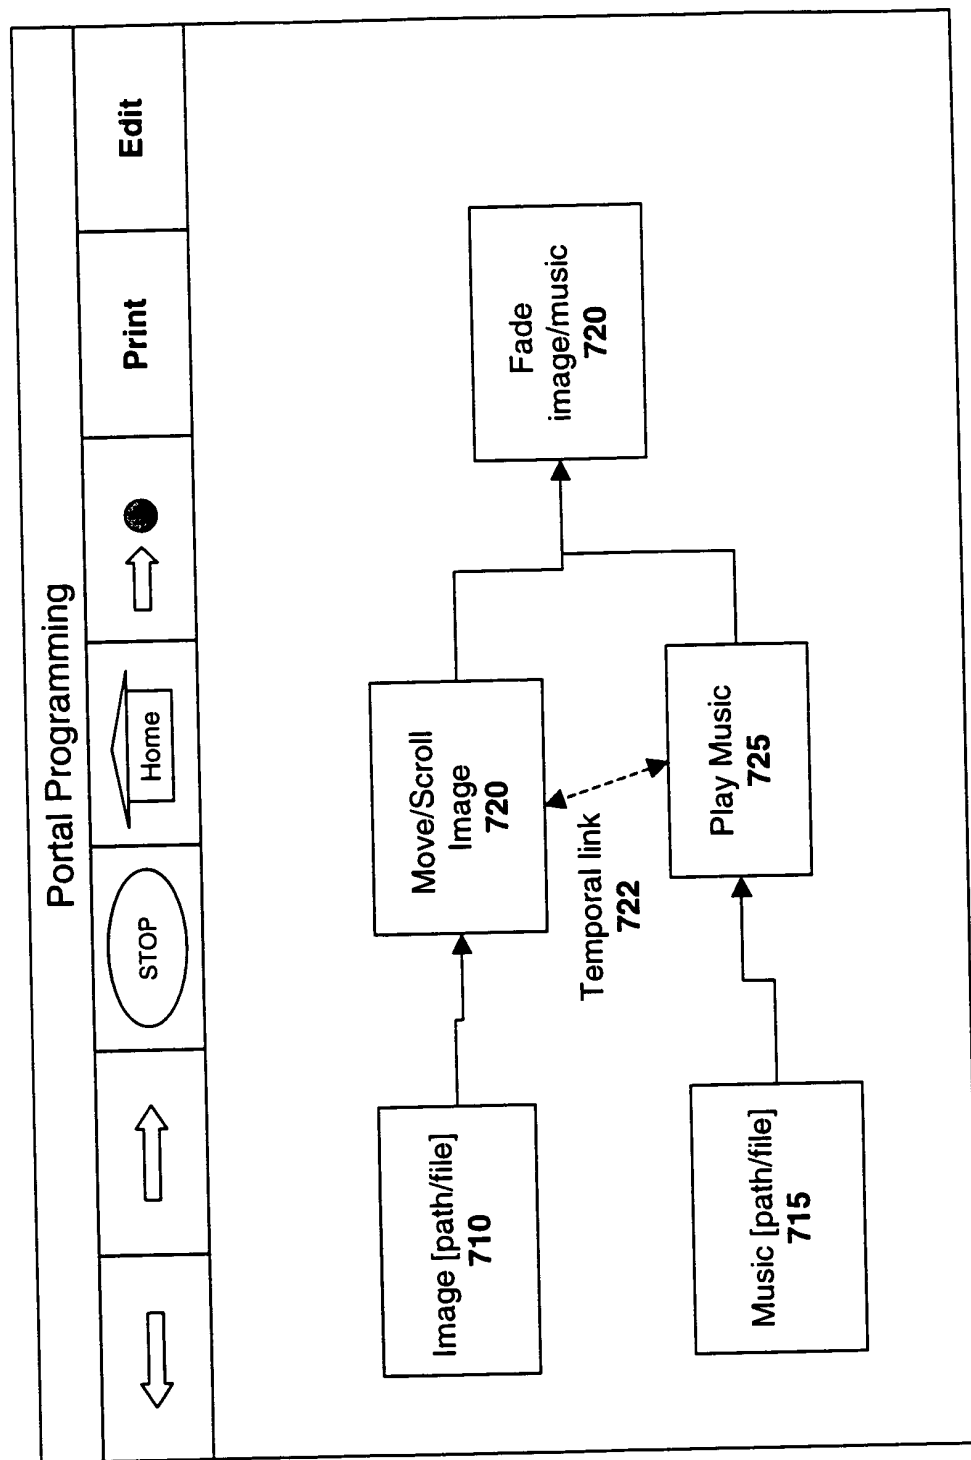 Portal Programming
STOP
Home
Print
Edit
Image [path/file]
710
Move/Scroll
Image
720
Temporal link
722
Fade
image/music
720
Music [path/file]
715
Play Music
725